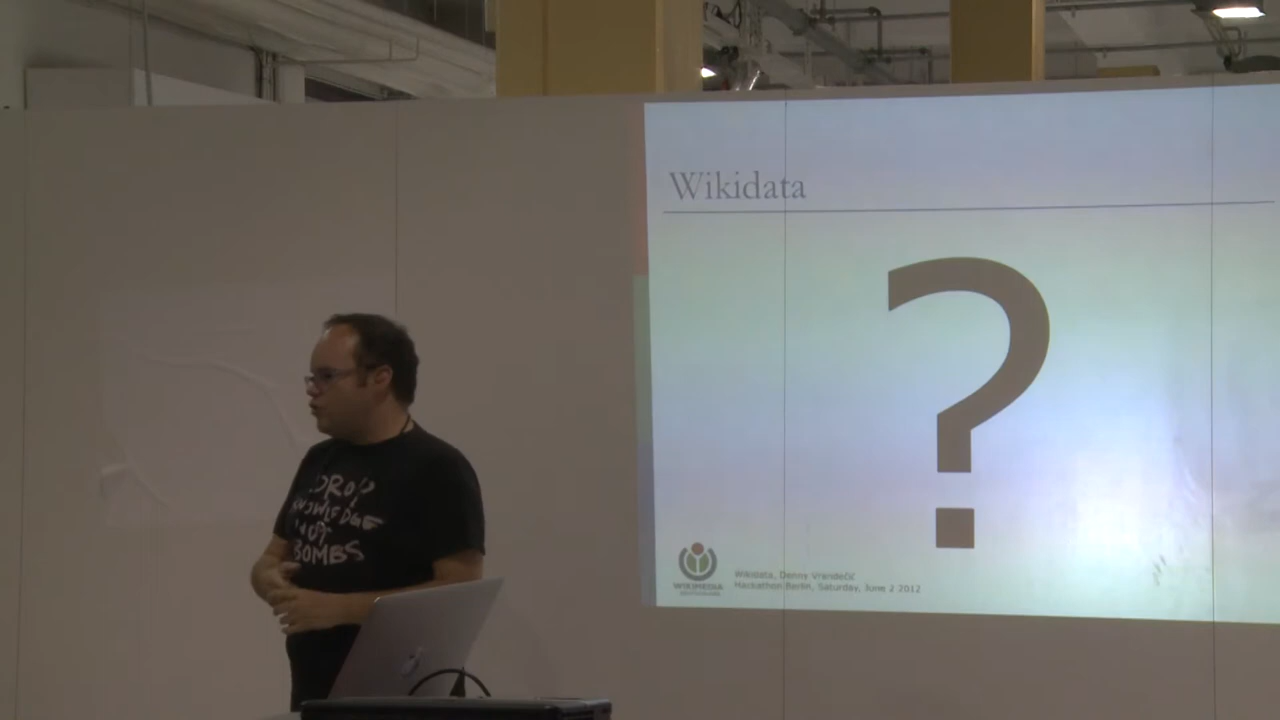 Wikidata
?
DROP
KNOWLEDGE
NOT
BOMBS
WIKIMEDIA
Wikidata, Denny Vrandečić
Hackathon Berlin, Saturday, June 2 2012